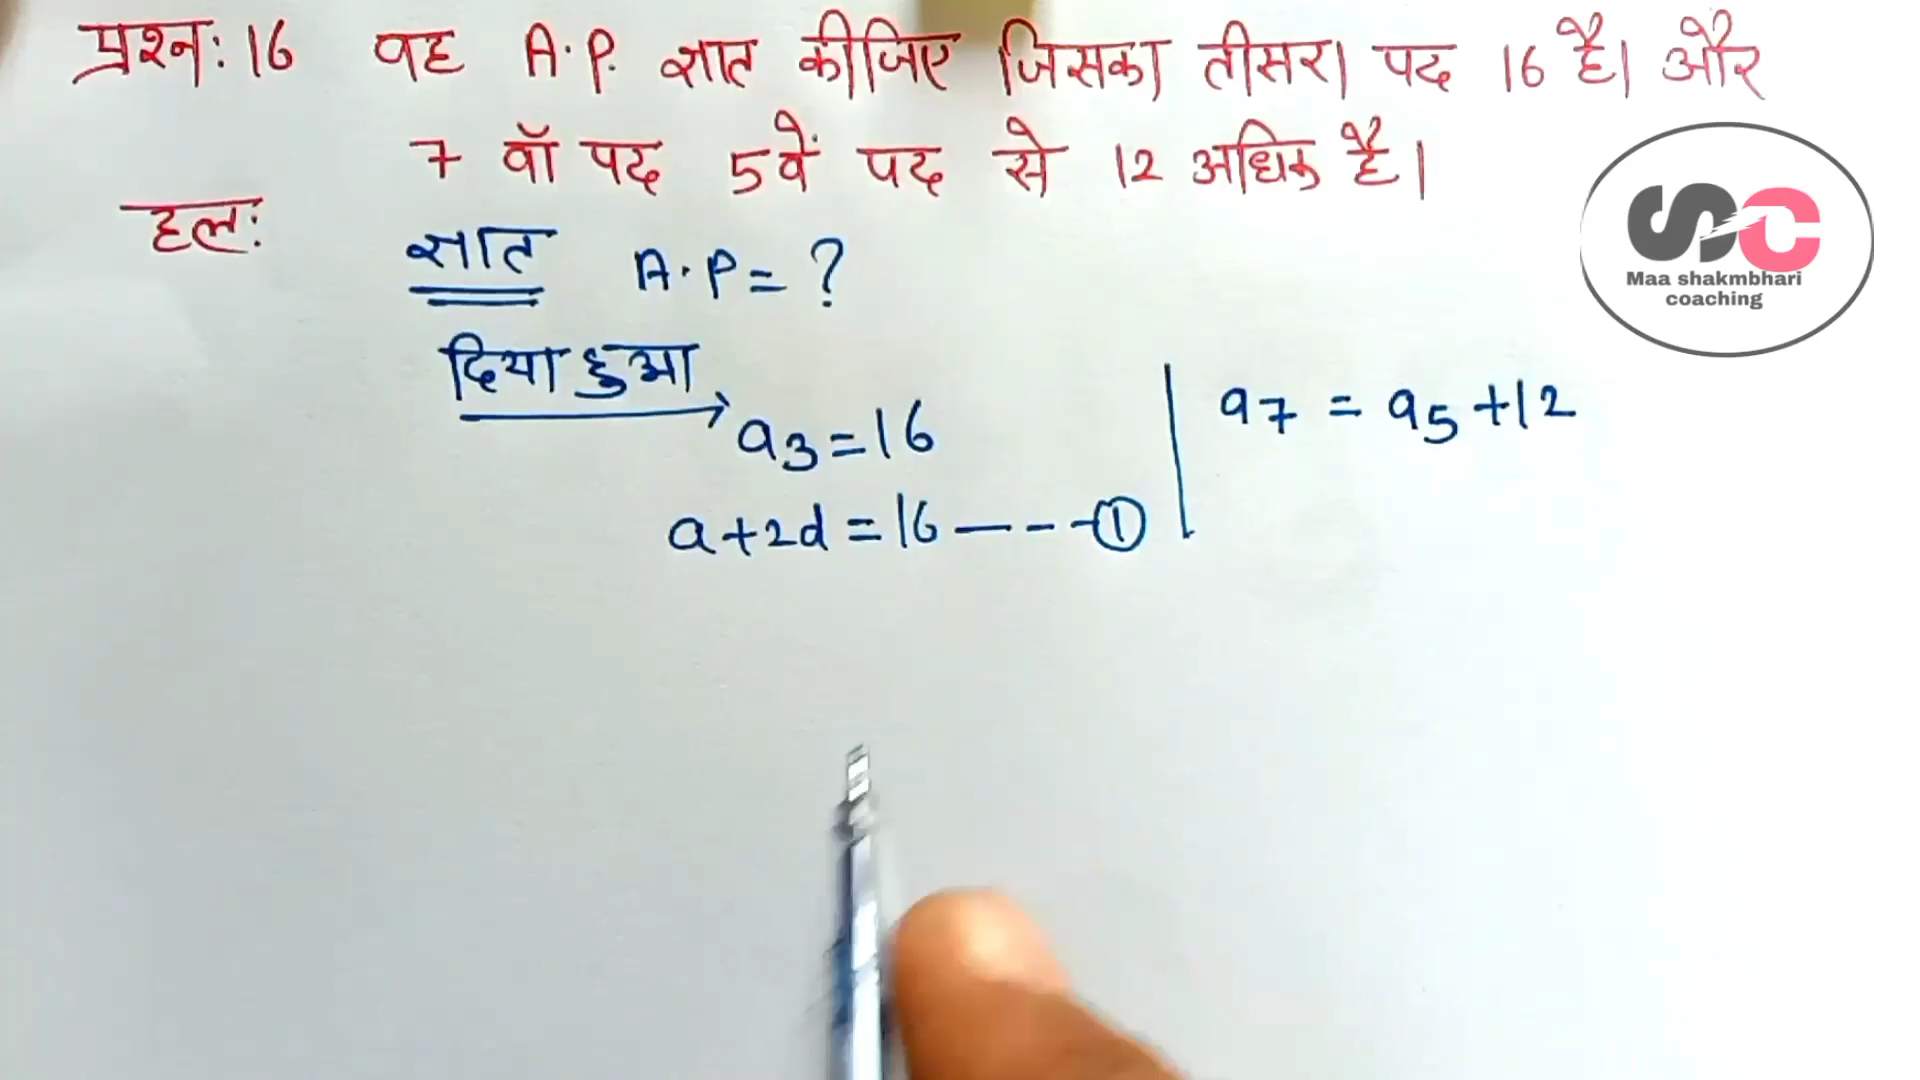 प्रश्न: 16 वह A.P. ज्ञात कीजिए जिसका तीसरा पद 16 है। और
7 वॉ पद 5वें पद से 12 अधिक है।
हल:
ज्ञात A.P = ?
दिया हुआ
a3 = 16
a7 = a5 + 12
a + 2d = 16 — - - ①
SC
Maa shakmbhari
coaching